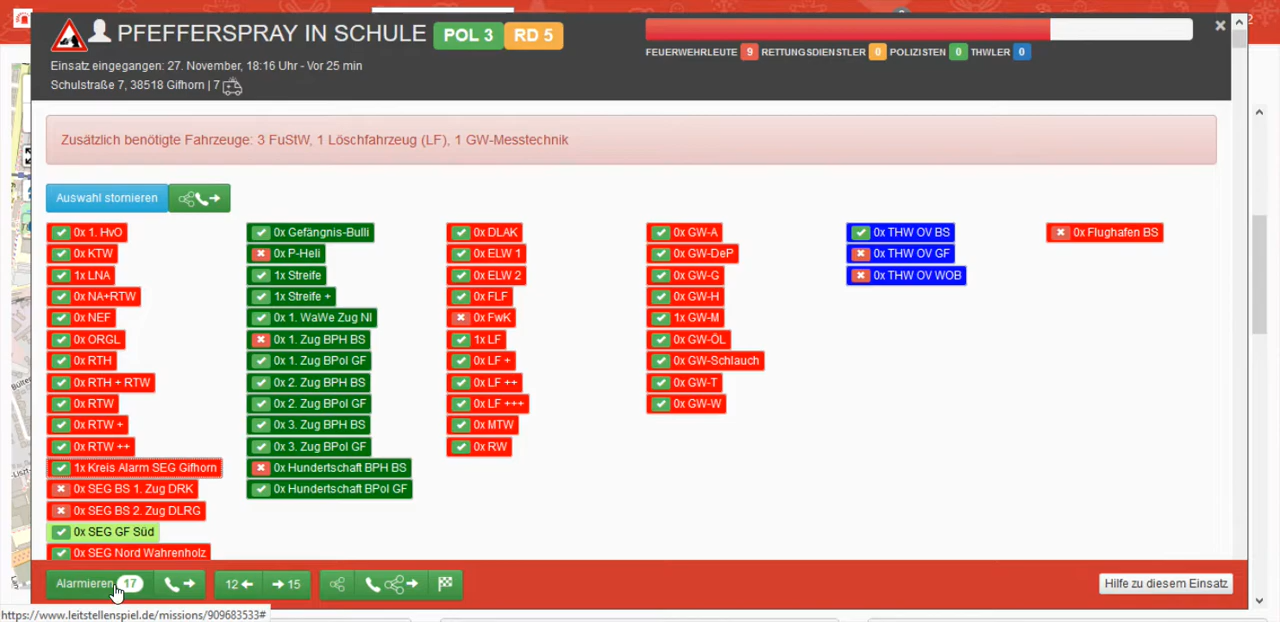 PFEFFERSPRAY IN SCHULE POL 3 RD 5
Einsatz eingegangen: 27. November, 18:16 Uhr - Vor 25 min
Schulstraße 7, 38518 Gifhorn | 7
FEUERWEHRLEUTE 9 RETTUNGSDIENSTLER 0 POLIZISTEN 0 THWLER 0
Zusätzlich benötigte Fahrzeuge: 3 FuStW, 1 Löschfahrzeug (LF), 1 GW-Messtechnik
Auswahl stornieren
0x 1. HvO
0x KTW
1x LNA
0x NA+RTW
0x NEF
0x ORGL
0x RTH
0x RTH + RTW
0x RTW
0x RTW +
0x RTW ++
1x Kreis Alarm SEG Gifhorn
0x SEG BS 1. Zug DRK
0x SEG BS 2. Zug DLRG
0x SEG GF Süd
0x SEG Nord Wahrenholz
0x Gefängnis-Bulli
0x P-Heli
1x Streife
1x Streife +
0x 1. WaWe Zug NI
0x 1. Zug BPH BS
0x 1. Zug BPol GF
0x 2. Zug BPH BS
0x 2. Zug BPol GF
0x 3. Zug BPH BS
0x 3. Zug BPol GF
0x Hundertschaft BPH BS
0x Hundertschaft BPol GF
0x DLAK
0x ELW 1
0x ELW 2
0x FLF
0x FwK
1x LF
0x LF +
0x LF ++
0x LF +++
0x MTW
0x RW
0x GW-A
0x GW-DeP
0x GW-G
0x GW-H
1x GW-M
0x GW-ÖL
0x GW-Schlauch
0x GW-T
0x GW-W
0x THW OV BS
0x THW OV GF
0x THW OV WOB
0x Flughafen BS
Alarmieren 17
12
15
Hilfe zu diesem Einsatz
https://www.leitstellenspiel.de/missions/909683533#